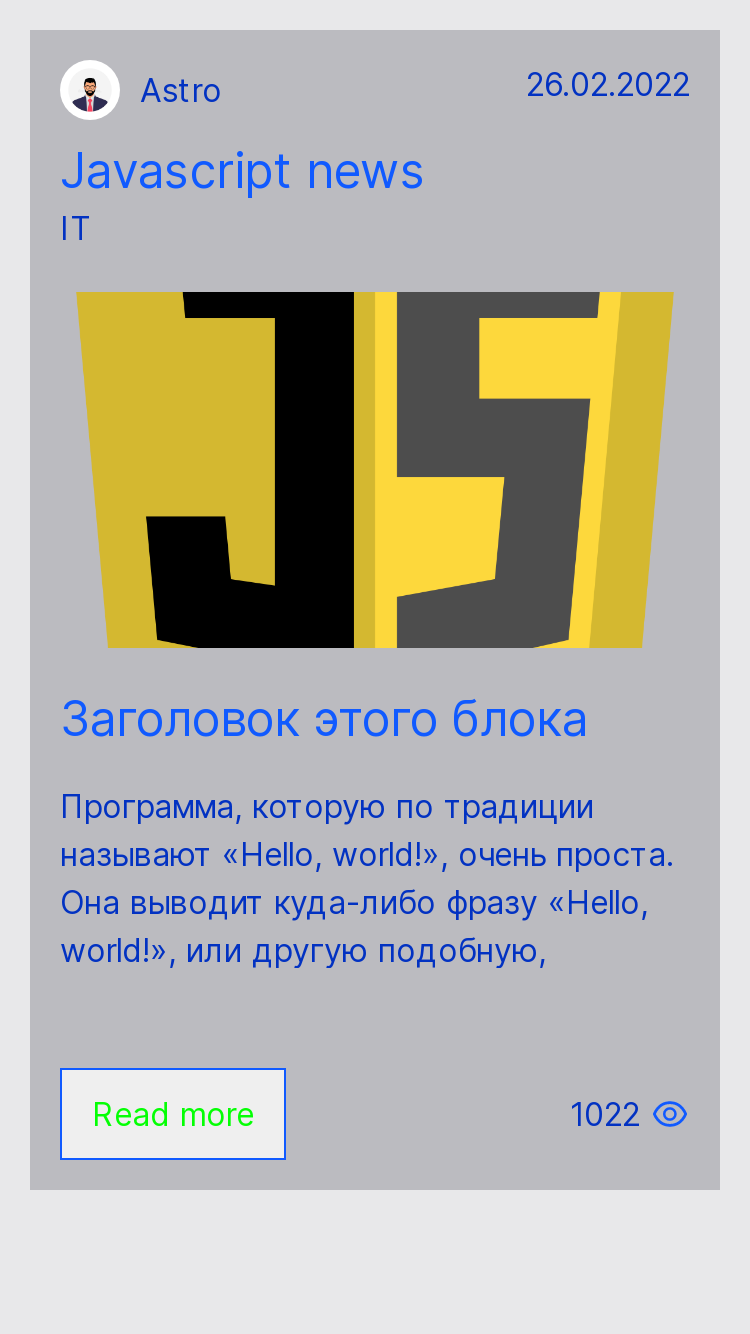 Astro
26.02.2022
Javascript news
IT
JS
Заголовок этого блока
Программа, которую по традиции
называют «Hello, world!», очень проста.
Она выводит куда-либо фразу «Hello,
world!», или другую подобную,
Read more
1022